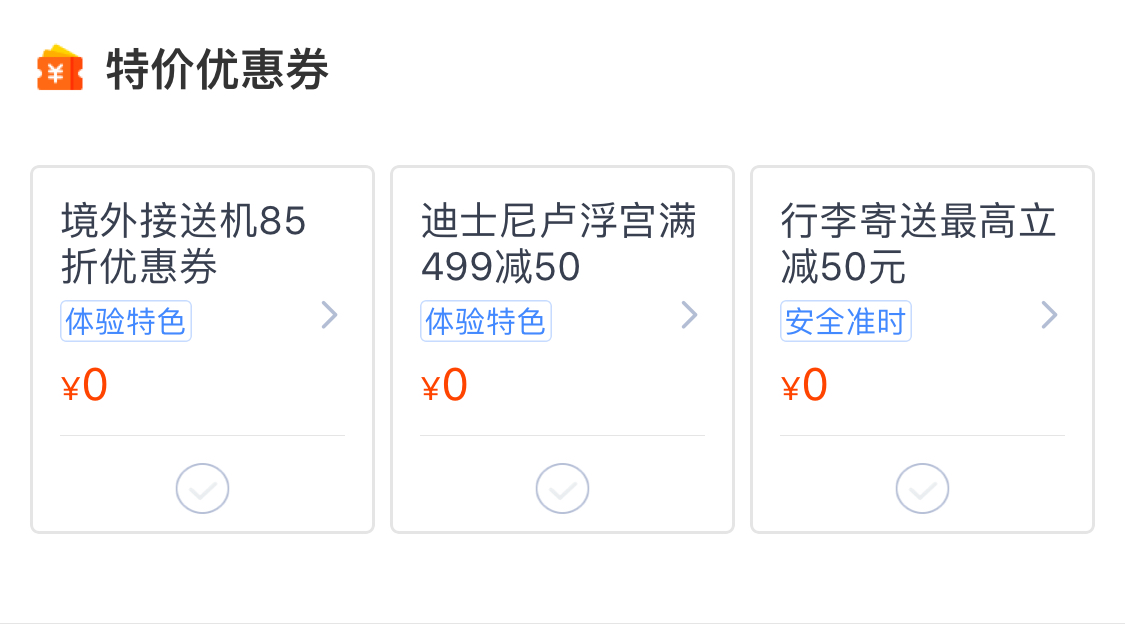 特价优惠券
境外接送机85
折优惠券
体验特色
¥0
迪士尼卢浮宫满
499减50
体验特色
¥0
行李寄送最高立
减50元
安全准时
¥0